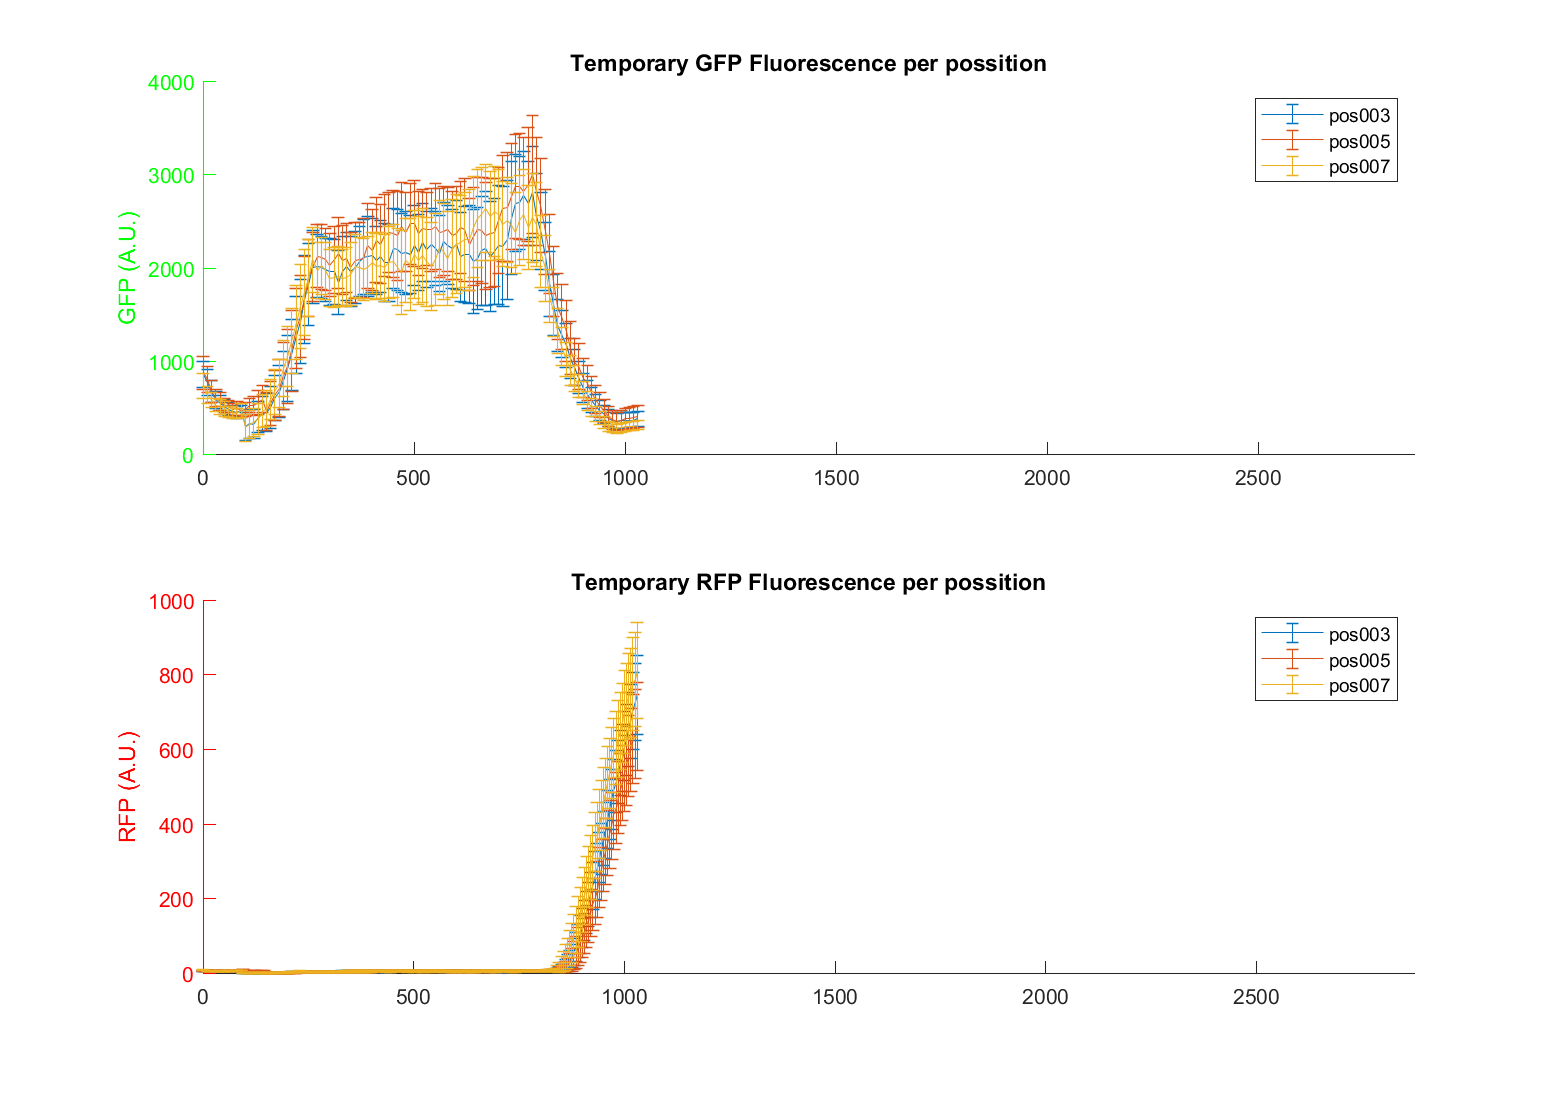 Temporary GFP Fluorescence per possition
4000
3000
2000
1000
0
GFP (A.U.)
pos003
pos005
pos007
0 500 1000 1500 2000 2500
Temporary RFP Fluorescence per possition
1000
800
600
400
200
0
RFP (A.U.)
pos003
pos005
pos007
0 500 1000 1500 2000 2500